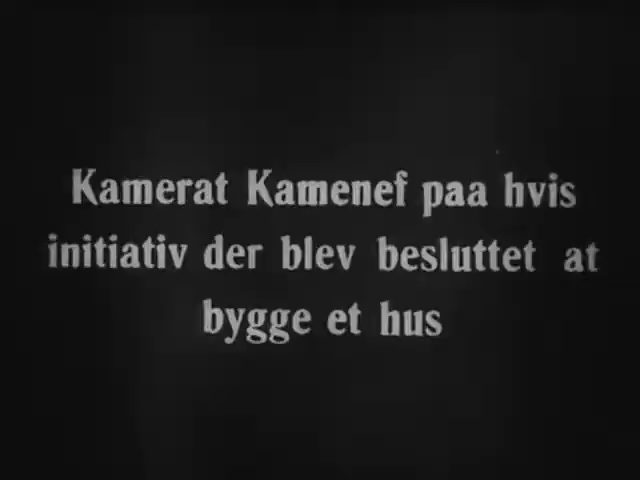 Kamerat Kamenef paa hvis
initiativ der blev besluttet at
bygge et hus